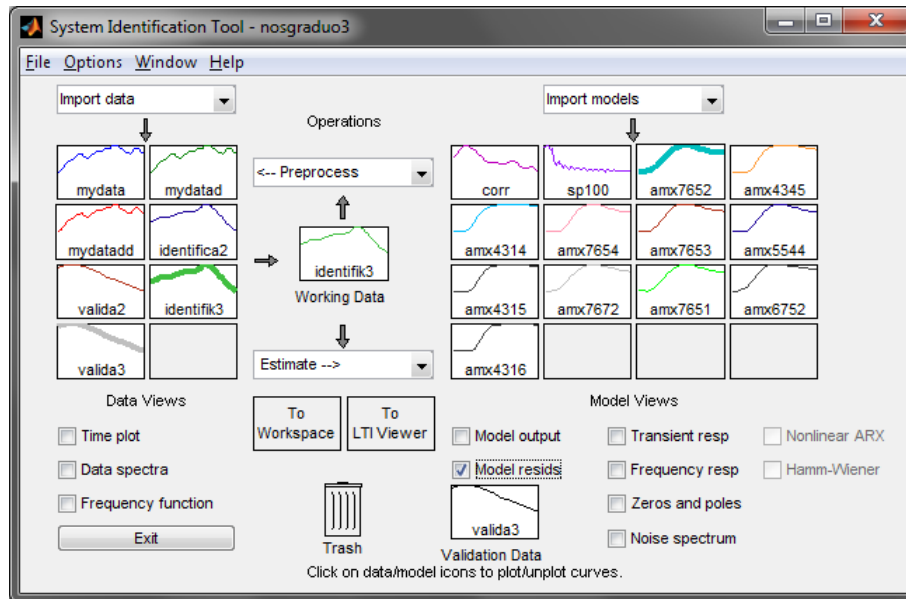 System Identification Tool - nosgraduo3
File Options Window Help
Import data
Import models
Operations
mydata mydatad
<-- Preprocess
corr sp100 amx7652 amx4345
mydatadd identifica2
identifik3
amx4314 amx7654 amx7653 amx5544
valida2 identifik3
Working Data
amx4315 amx7672 amx7651 amx6752
valida3
Estimate -->
amx4316
Data Views
Model Views
To Workspace
To LTI Viewer
Time plot
Model output
Transient resp
Nonlinear ARX
Data spectra
Model resids
Frequency resp
Hamm-Wiener
Frequency function
Zeros and poles
Exit
Trash
valida3
Validation Data
Noise spectrum
Click on data/model icons to plot/unplot curves.